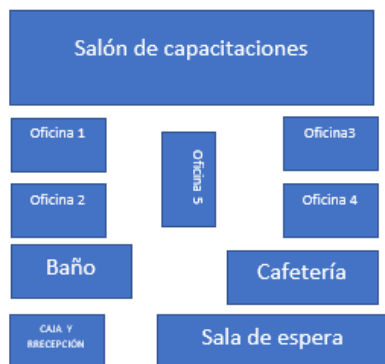 Salón de capacitaciones
Oficina 1
Oficina 5
Oficina3
Oficina 2
Oficina 4
Baño
Cafetería
CAJA Y
RRECEPCIÓN
Sala de espera